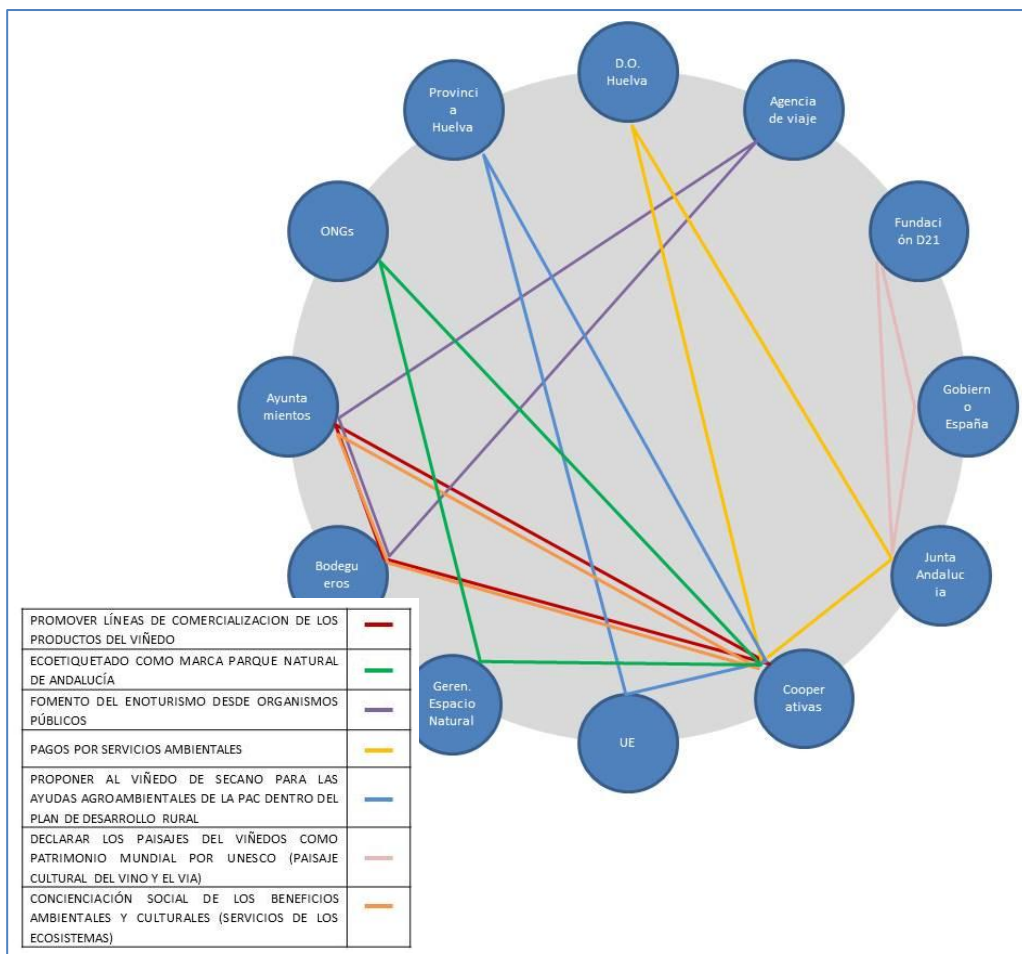 D.O.
Huelva
Provinci
a
Huelva
Agencia
de viaje
ONGs
Fundaci
ón D21
Ayunta
mientos
Gobiern
o
España
Bodegu
eros
Junta
Andaluc
ia
Geren.
Espacio
Natural
UE
Cooper
ativas
PROMOVER LÍNEAS DE COMERCIALIZACION DE LOS
PRODUCTOS DEL VIÑEDO
ECOETIQUETADO COMO MARCA PARQUE NATURAL
DE ANDALUCÍA
FOMENTO DEL ENOTURISMO DESDE ORGANISMOS
PÚBLICOS
PAGOS POR SERVICIOS AMBIENTALES
PROPONER AL VIÑEDO DE SECANO PARA LAS
AYUDAS AGROAMBIENTALES DE LA PAC DENTRO DEL
PLAN DE DESARROLLO RURAL
DECLARAR LOS PAISAJES DEL VIÑEDOS COMO
PATRIMONIO MUNDIAL POR UNESCO (PAISAJE
CULTURAL DEL VINO Y EL VIA)
CONCIENCIACIÓN SOCIAL DE LOS BENEFICIOS
AMBIENTALES Y CULTURALES (SERVICIOS DE LOS
ECOSISTEMAS)